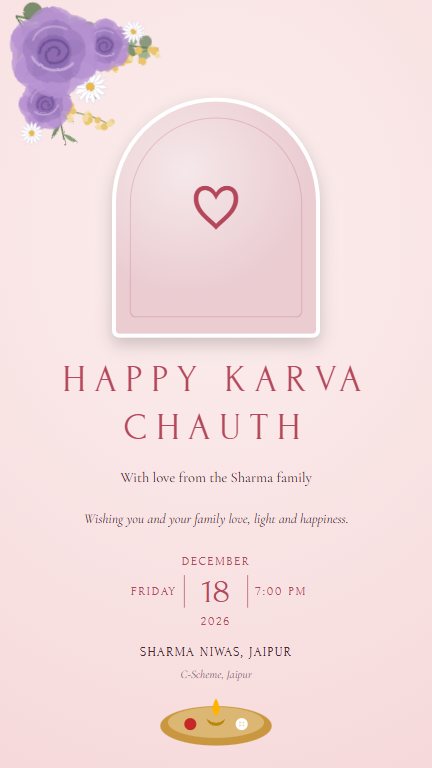 HAPPY KARVA
CHAUTH
With love from the Sharma family
Wishing you and your family love, light and happiness.
DECEMBER
FRIDAY 18 7:00 PM
2026
SHARMA NIWAS, JAIPUR
C-Scheme, Jaipur